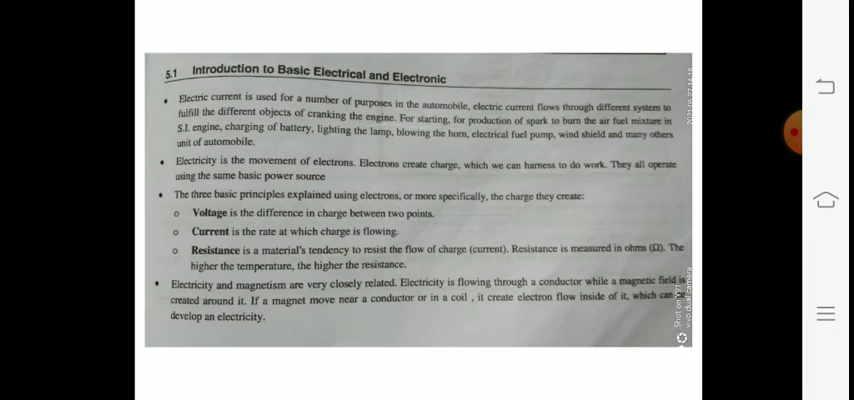 5.1 Introduction to Basic Electrical and Electronic
• Electric current is used for a number of purposes in the automobile, electric current flows through different system to
fulfill the different objects of cranking the engine. For starting, for production of spark to burn the air fuel mixture in
S.I. engine, charging of battery, lighting the lamp, blowing the horn, electrical fuel pump, wind shield and many others
unit of automobile.
• Electricity is the movement of electrons. Electrons create charge, which we can harness to do work. They all operate
using the same basic power source
• The three basic principles explained using electrons, or more specifically, the charge they create:
o Voltage is the difference in charge between two points.
o Current is the rate at which charge is flowing.
o Resistance is a material's tendency to resist the flow of charge (current). Resistance is measured in ohms (Ω). The
higher the temperature, the higher the resistance.
• Electricity and magnetism are very closely related. Electricity is flowing through a conductor while a magnetic field is
created around it. If a magnet move near a conductor or in a coil , it create electron flow inside of it, which can
develop an electricity.
Shot on Y91
vivo dual camera